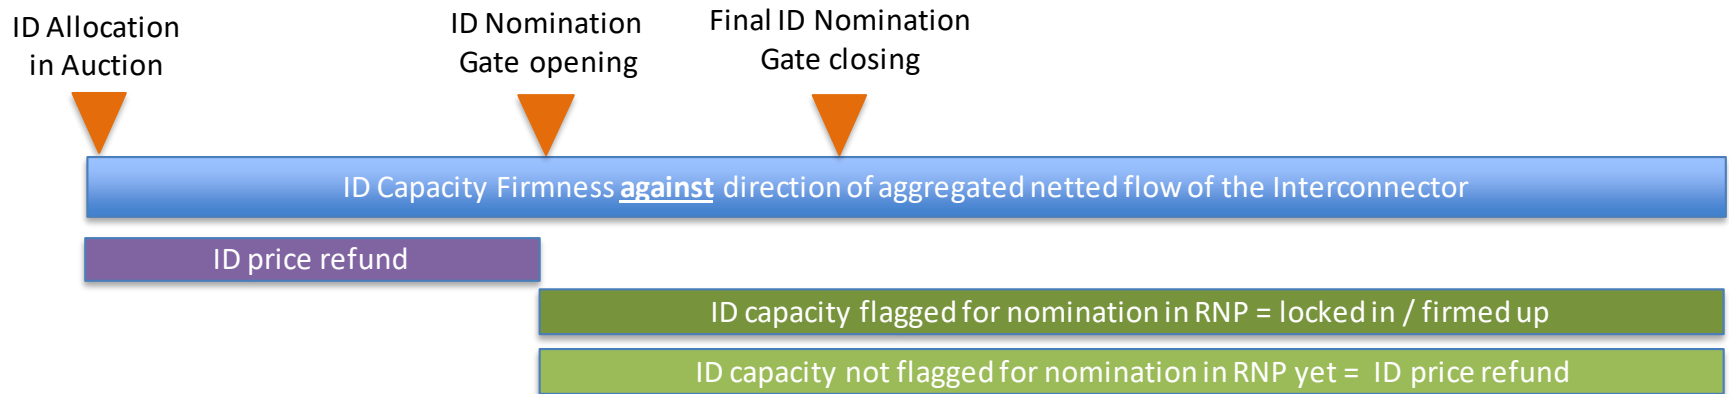 ID Allocation
in Auction
ID Nomination
Gate opening
Final ID Nomination
Gate closing
ID Capacity Firmness against direction of aggregated netted flow of the Interconnector
ID price refund
ID capacity flagged for nomination in RNP = locked in / firmed up
ID capacity not flagged for nomination in RNP yet = ID price refund